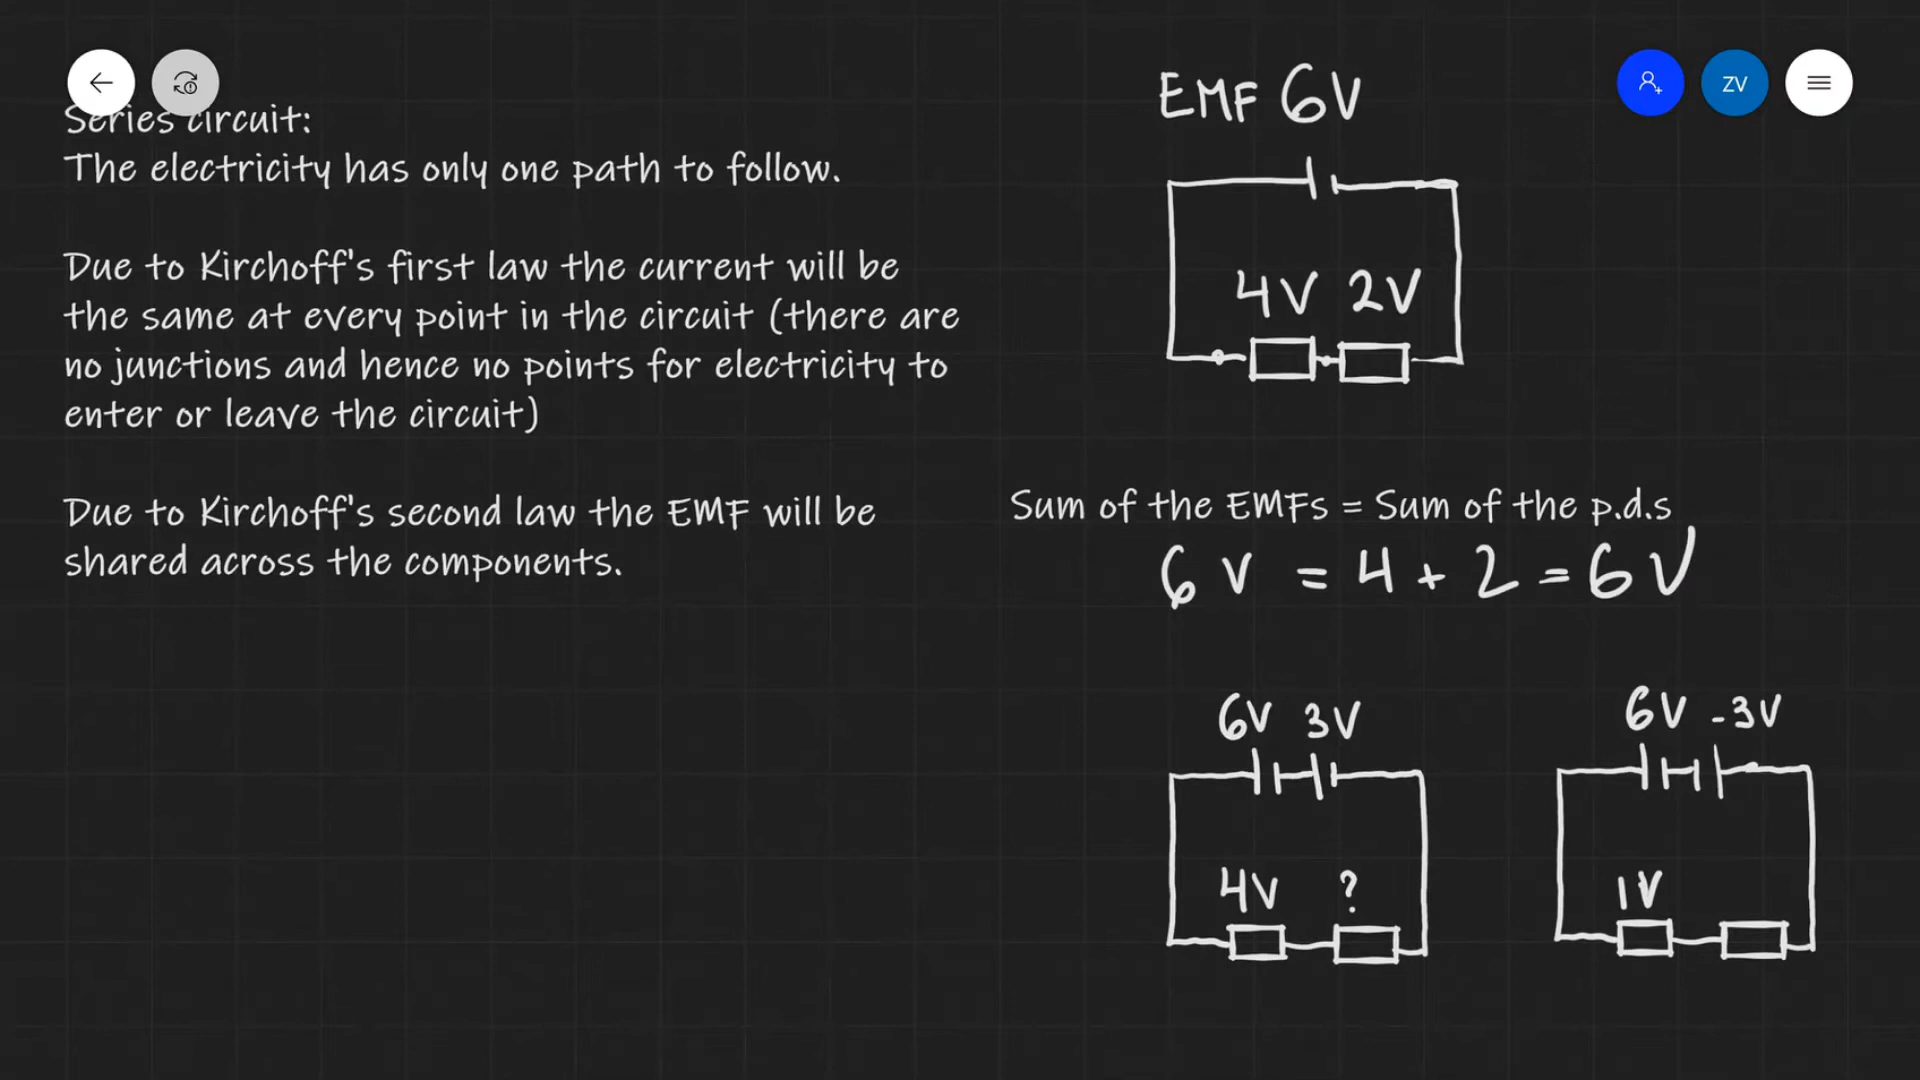 Series circuit:
The electricity has only one path to follow.
Due to Kirchoff's first law the current will be
the same at every point in the circuit (there are
no junctions and hence no points for electricity to
enter or leave the circuit)
Due to Kirchoff's second law the EMF will be
shared across the components.
EMF 6V
4V 2V
Sum of the EMFs = Sum of the p.d.s
6 V = 4 + 2 = 6 V
6V 3V
4V ?
6V -3V
1V
ZV